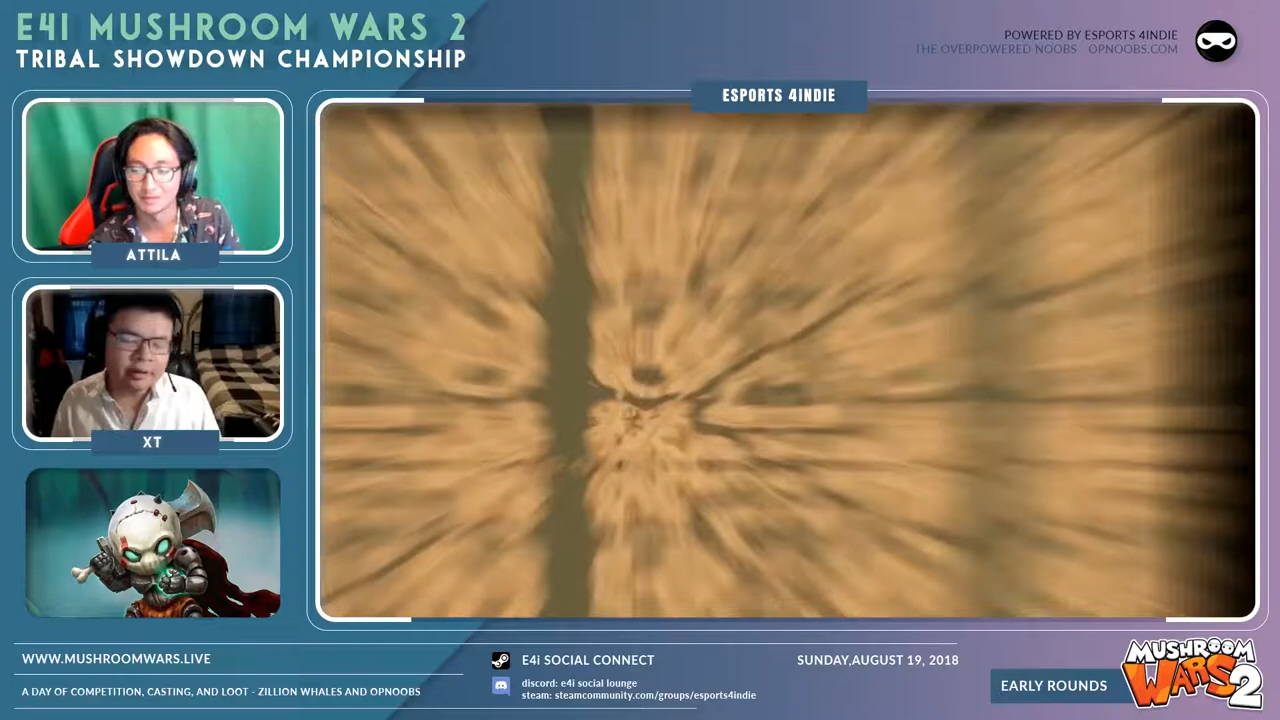 E4I MUSHROOM WARS 2
TRIBAL SHOWDOWN CHAMPIONSHIP
POWERED BY ESPORTS 4INDIE
THE OVERPOWERED NOOBS OPNOOBS.COM
ESPORTS 4INDIE
ATTILA
XT
WWW.MUSHROOMWARS.LIVE
A DAY OF COMPETITION, CASTING, AND LOOT - ZILLION WHALES AND OPNOOBS
E4i SOCIAL CONNECT
discord: e4i social lounge
steam: steamcommunity.com/groups/esports4indie
SUNDAY,AUGUST 19, 2018
EARLY ROUNDS
MUSHROOM
WARS 2